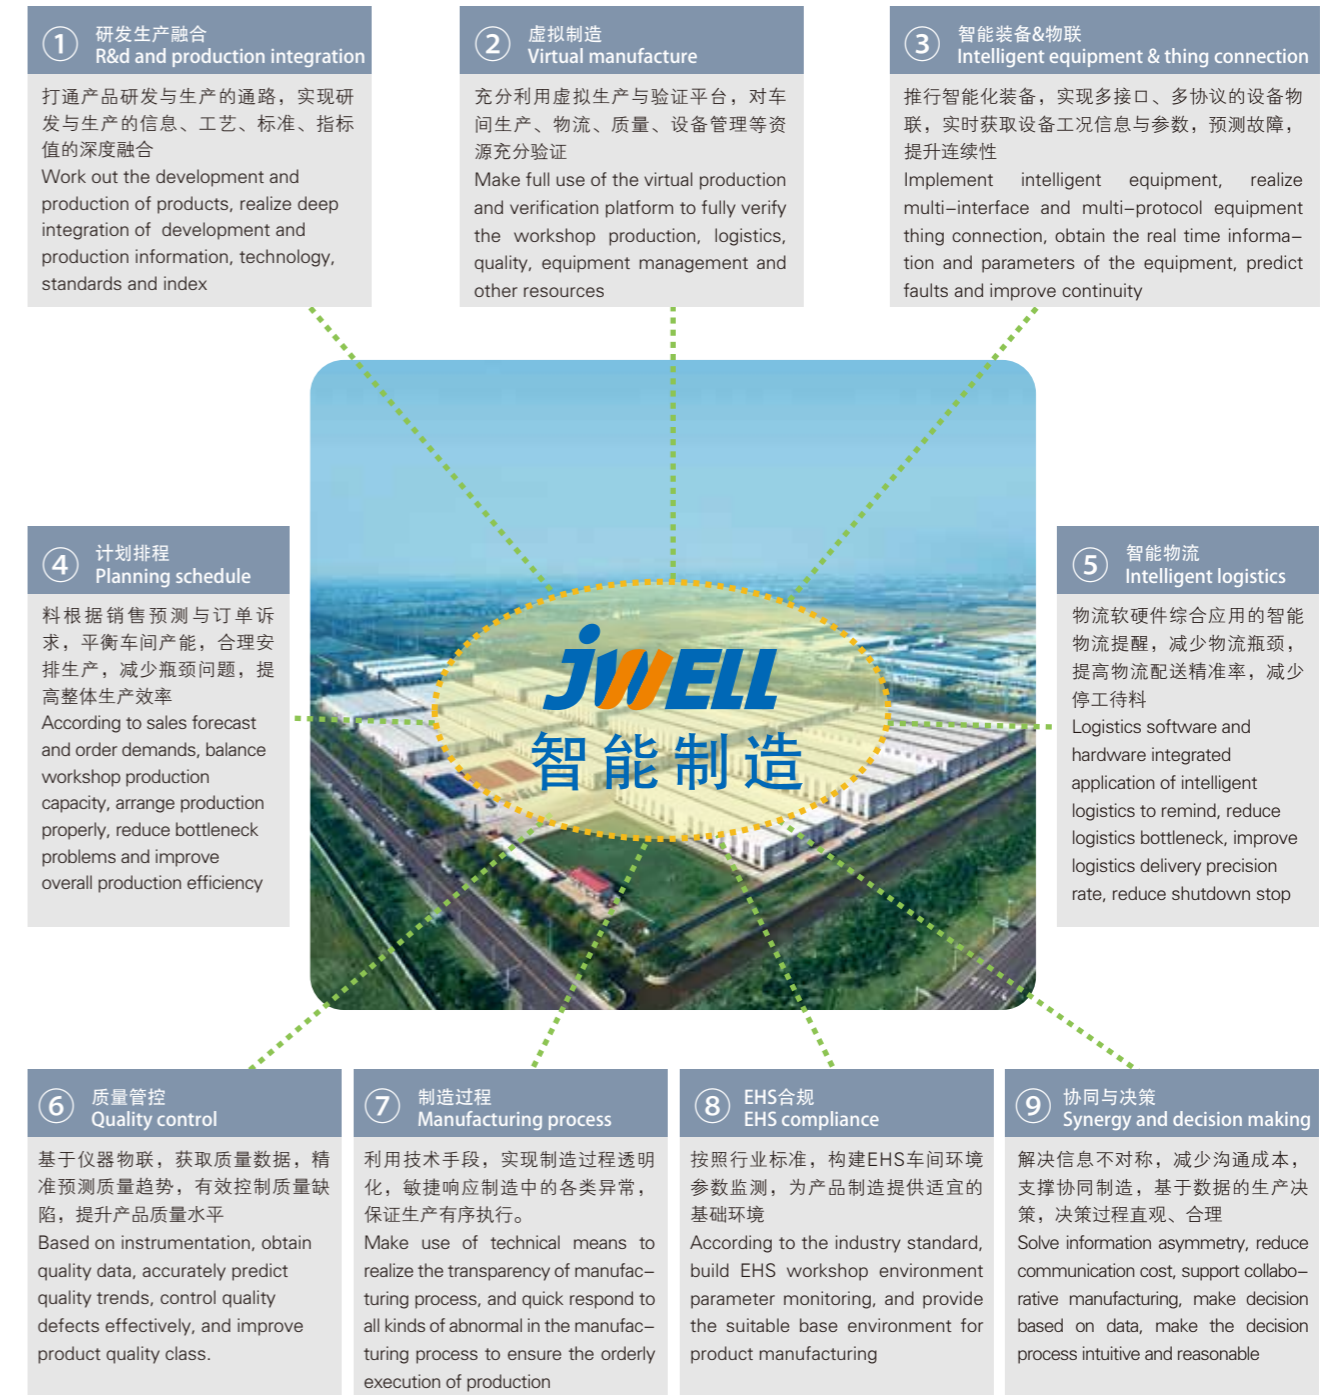 ① 研发生产融合
R&d and production integration
打通产品研发与生产的通路，实现研
发与生产的信息、工艺、标准、指标
值的深度融合
Work out the development and
production of products, realize deep
integration of development and
production information, technology,
standards and index
② 虚拟制造
Virtual manufacture
充分利用虚拟生产与验证平台，对车
间生产、物流、质量、设备管理等资
源充分验证
Make full use of the virtual production
and verification platform to fully verify
the workshop production, logistics,
quality, equipment management and
other resources
③ 智能装备&物联
Intelligent equipment & thing connection
推行智能化装备，实现多接口、多协议的设备物
联，实时获取设备工况信息与参数，预测故障，
提升连续性
Implement intelligent equipment, realize
multi-interface and multi-protocol equipment
thing connection, obtain the real time informa-
tion and parameters of the equipment, predict
faults and improve continuity
④ 计划排程
Planning schedule
料根据销售预测与订单诉
求，平衡车间产能，合理安
排生产，减少瓶颈问题，提
高整体生产效率
According to sales forecast
and order demands, balance
workshop production
capacity, arrange production
properly, reduce bottleneck
problems and improve
overall production efficiency
JWELL
智能制造
⑤ 智能物流
Intelligent logistics
物流软硬件综合应用的智能
物流提醒，减少物流瓶颈，
提高物流配送精准率，减少
停工待料
Logistics software and
hardware integrated
application of intelligent
logistics to remind, reduce
logistics bottleneck, improve
logistics delivery precision
rate, reduce shutdown stop
⑥ 质量管控
Quality control
基于仪器物联，获取质量数据，精
准预测质量趋势，有效控制质量缺
陷，提升产品质量水平
Based on instrumentation, obtain
quality data, accurately predict
quality trends, control quality
defects effectively, and improve
product quality class.
⑦ 制造过程
Manufacturing process
利用技术手段，实现制造过程透明
化，敏捷响应制造中的各类异常，
保证生产有序执行。
Make use of technical means to
realize the transparency of manufac-
turing process, and quick respond to
all kinds of abnormal in the manufac-
turing process to ensure the orderly
execution of production
⑧ EHS合规
EHS compliance
按照行业标准，构建EHS车间环境
参数监测，为产品制造提供适宜的
基础环境
According to the industry standard,
build EHS workshop environment
parameter monitoring, and provide
the suitable base environment for
product manufacturing
⑨ 协同与决策
Synergy and decision making
解决信息不对称，减少沟通成本，
支撑协同制造，基于数据的生产决
策，决策过程直观、合理
Solve information asymmetry, reduce
communication cost, support collabo-
rative manufacturing, make decision
based on data, make the decision
process intuitive and reasonable